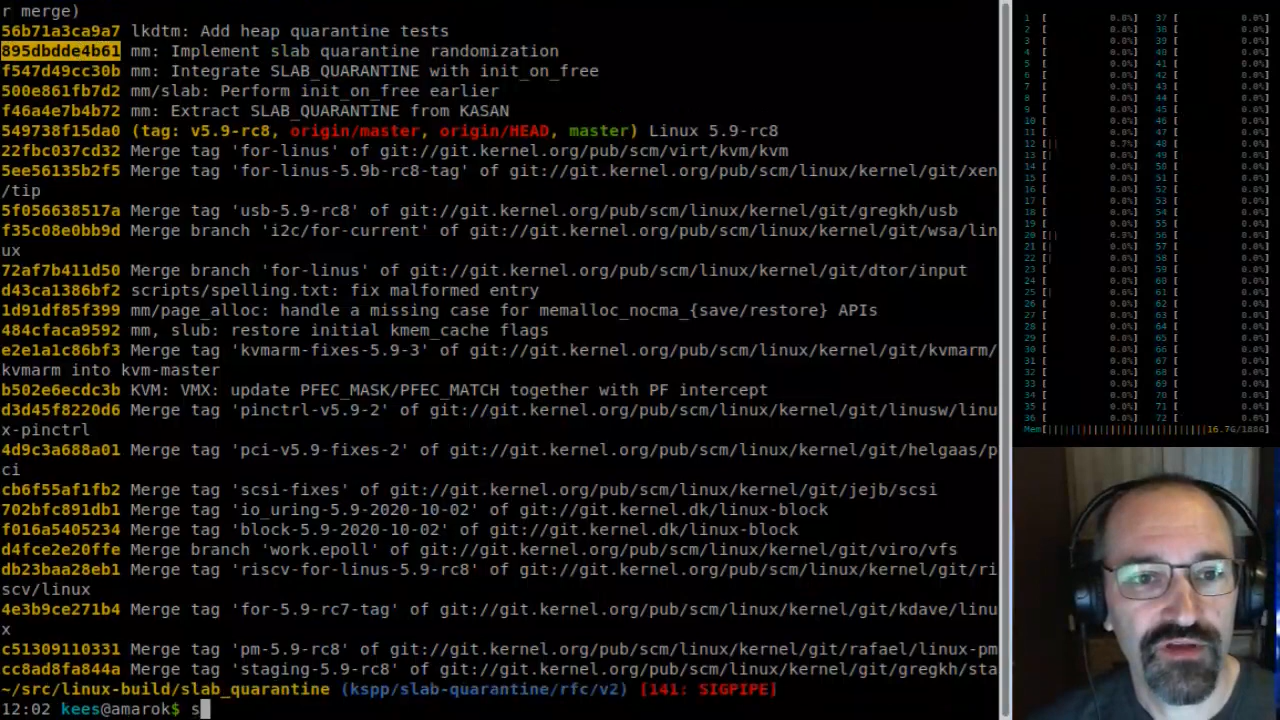 r merge)
56b71a3ca9a7 lkdtm: Add heap quarantine tests
895dbdde4b61 mm: Implement slab quarantine randomization
f547d49cc30b mm: Integrate SLAB_QUARANTINE with init_on_free
500e861fb7d2 mm/slab: Perform init_on_free earlier
f46a4e7b4b72 mm: Extract SLAB_QUARANTINE from KASAN
549738f15da0 (tag: v5.9-rc8, origin/master, origin/HEAD, master) Linux 5.9-rc8
22fbc037cd32 Merge tag 'for-linus' of git://git.kernel.org/pub/scm/virt/kvm/kvm
5ee56135b2f5 Merge tag 'for-linus-5.9b-rc8-tag' of git://git.kernel.org/pub/scm/linux/kernel/git/xen
/tip
5f056638517a Merge tag 'usb-5.9-rc8' of git://git.kernel.org/pub/scm/linux/kernel/git/gregkh/usb
f35c08e0bb9d Merge branch 'i2c/for-current' of git://git.kernel.org/pub/scm/linux/kernel/git/wsa/lin
ux
72af7b411d50 Merge branch 'for-linus' of git://git.kernel.org/pub/scm/linux/kernel/git/dtor/input
d43ca1386bf2 scripts/spelling.txt: fix malformed entry
1d91df85f399 mm/page_alloc: handle a missing case for memalloc_nocma_{save/restore} APIs
484cfaca9592 mm, slub: restore initial kmem_cache flags
e2e1a1c86bf3 Merge tag 'kvmarm-fixes-5.9-3' of git://git.kernel.org/pub/scm/linux/kernel/git/kvmarm/
kvmarm into kvm-master
b502e6ecdc3b KVM: VMX: update PFEC_MASK/PFEC_MATCH together with PF intercept
d3d45f8220d6 Merge tag 'pinctrl-v5.9-2' of git://git.kernel.org/pub/scm/linux/kernel/git/linusw/linu
x-pinctrl
4d9c3a688a01 Merge tag 'pci-v5.9-fixes-2' of git://git.kernel.org/pub/scm/linux/kernel/git/helgaas/p
ci
cb6f55af1fb2 Merge tag 'scsi-fixes' of git://git.kernel.org/pub/scm/linux/kernel/git/jejb/scsi
702bfc891db1 Merge tag 'io_uring-5.9-2020-10-02' of git://git.kernel.dk/linux-block
f016a5405234 Merge tag 'block-5.9-2020-10-02' of git://git.kernel.dk/linux-block
d4fce2e20ffe Merge branch 'work.epoll' of git://git.kernel.org/pub/scm/linux/kernel/git/viro/vfs
db23baa28eb1 Merge tag 'riscv-for-linus-5.9-rc8' of git://git.kernel.org/pub/scm/linux/kernel/git/ri
scv/linux
4e3b9ce271b4 Merge tag 'for-5.9-rc7-tag' of git://git.kernel.org/pub/scm/linux/kernel/git/kdave/linu
x
c51309110331 Merge tag 'pm-5.9-rc8' of git://git.kernel.org/pub/scm/linux/kernel/git/rafael/linux-pm
cc8ad8fa844a Merge tag 'staging-5.9-rc8' of git://git.kernel.org/pub/scm/linux/kernel/git/gregkh/sta
~/src/linux-build/slab_quarantine (kspp/slab-quarantine/rfc/v2) [141: SIGPIPE]
12:02 kees@amarok$ s
Mem[16.7G/188G]